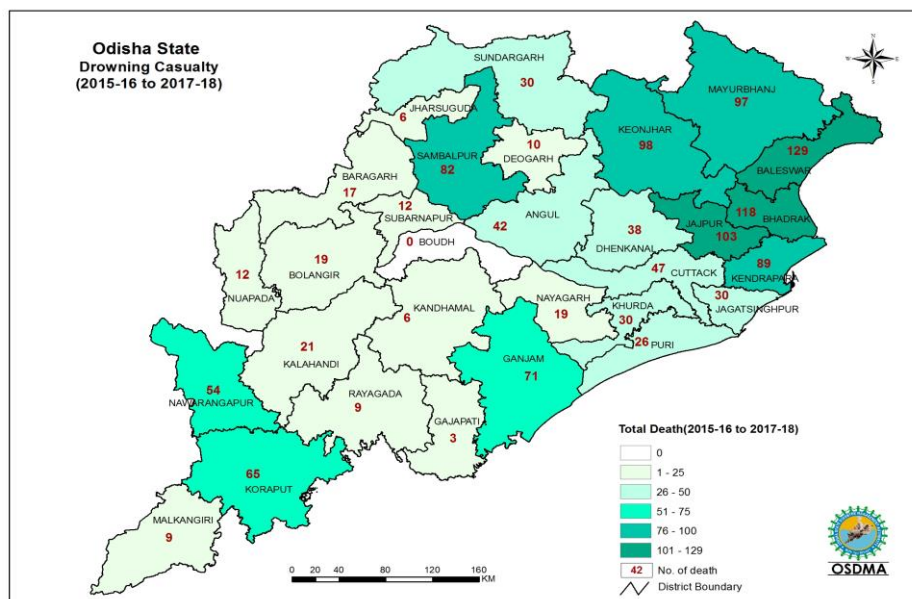 Odisha State
Drowning Casualty
(2015-16 to 2017-18)
N
W
E
S
SUNDARGARH
30
JHARSUGUDA
6
MAYURBHANJ
97
KEONJHAR
98
SAMBALPUR
82
10
DEOGARH
129
BALESWAR
BARAGARH
17
12
SUBARNAPUR
42
ANGUL
38
DHENKANAL
118
BHADRAK
JAJPUR
103
0 BOUDH
19
BOLANGIR
12
NUAPADA
47 CUTTACK
89
KENDRAPARA
30
JAGATSINGHPUR
KANDHAMAL
6
NAYAGARH
19
KHURDA
30
26 PURI
21
KALAHANDI
GANJAM
71
54
NAWARANGAPUR
RAYAGADA
9
GAJAPATI
3
65
KORAPUT
MALKANGIRI
9
Total Death(2015-16 to 2017-18)
0
1 - 25
26 - 50
51 - 75
76 - 100
101 - 129
42 No. of death
District Boundary
0 20 40 80 120 160
KM
OSDMA